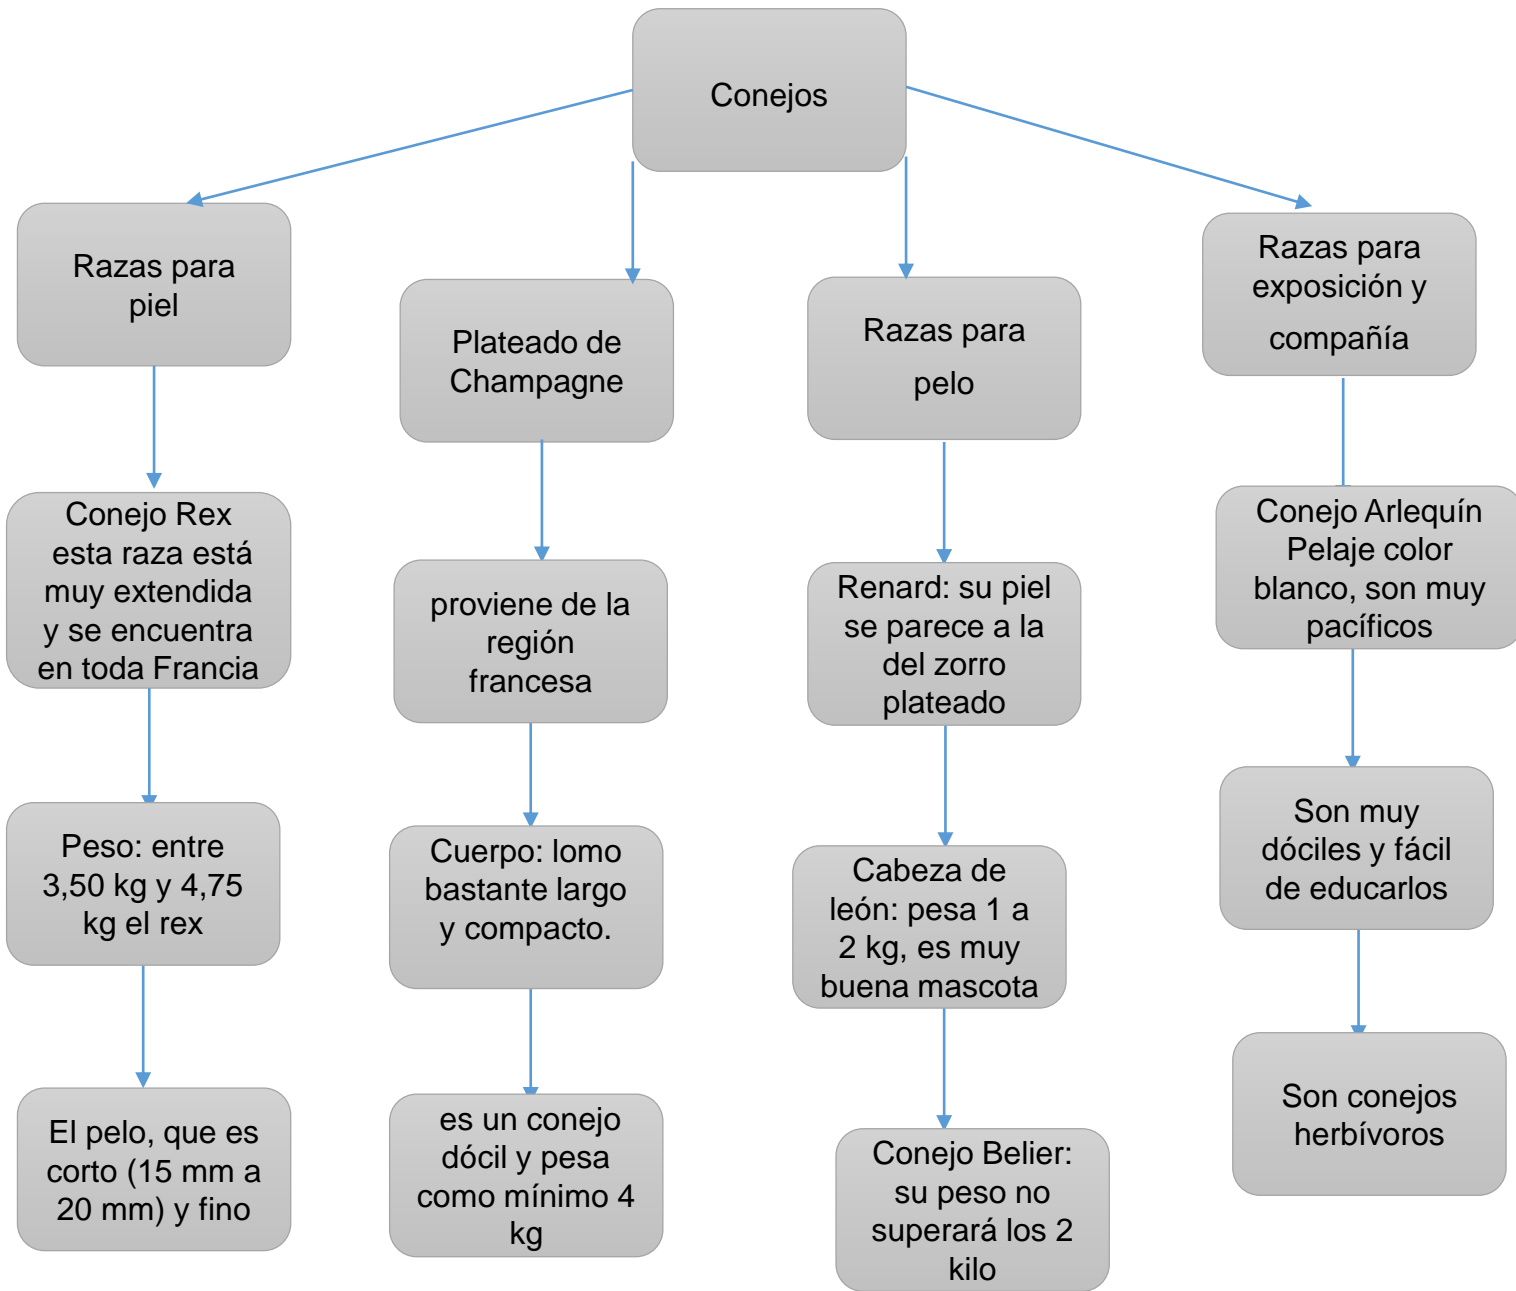 Conejos
Razas para
piel
Conejo Rex
esta raza está
muy extendida
y se encuentra
en toda Francia
Peso: entre
3,50 kg y 4,75
kg el rex
El pelo, que es
corto (15 mm a
20 mm) y fino
Plateado de
Champagne
proviene de la
región
francesa
Cuerpo: lomo
bastante largo
y compacto.
es un conejo
dócil y pesa
como mínimo 4
kg
Razas para
pelo
Renard: su piel
se parece a la
del zorro
plateado
Cabeza de
león: pesa 1 a
2 kg, es muy
buena mascota
Conejo Belier:
su peso no
superará los 2
kilo
Razas para
exposición y
compañía
Conejo Arlequín
Pelaje color
blanco, son muy
pacíficos
Son muy
dóciles y fácil
de educarlos
Son conejos
herbívoros